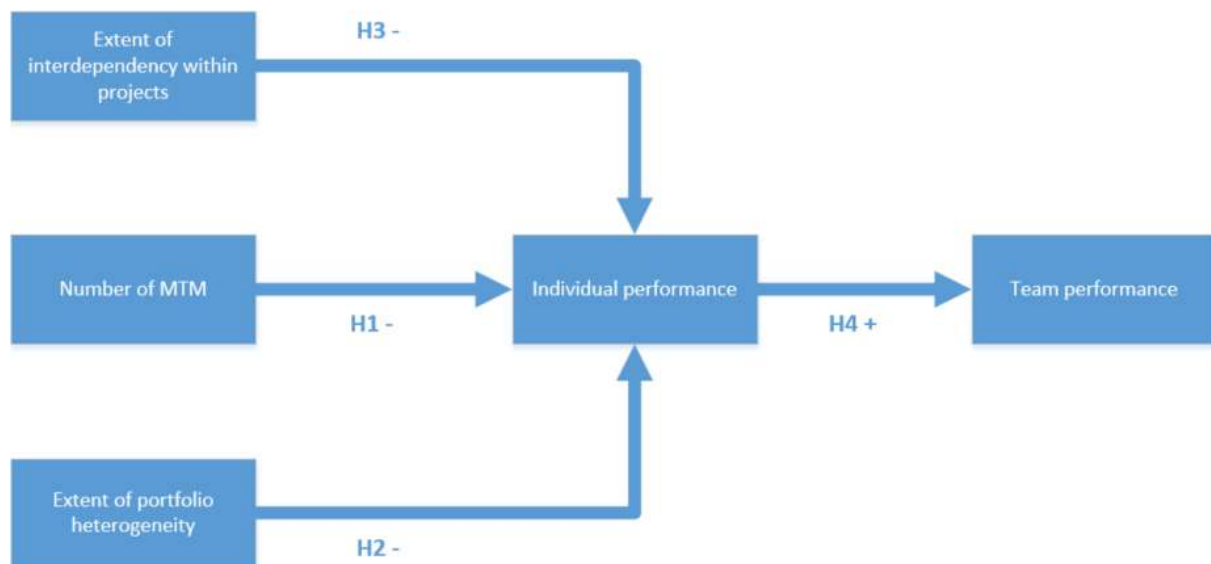 H3 -
Extent of
interdependency within
projects
Number of MTM
Individual performance
Team performance
H1 -
H4 +
Extent of portfolio
heterogeneity
H2 -